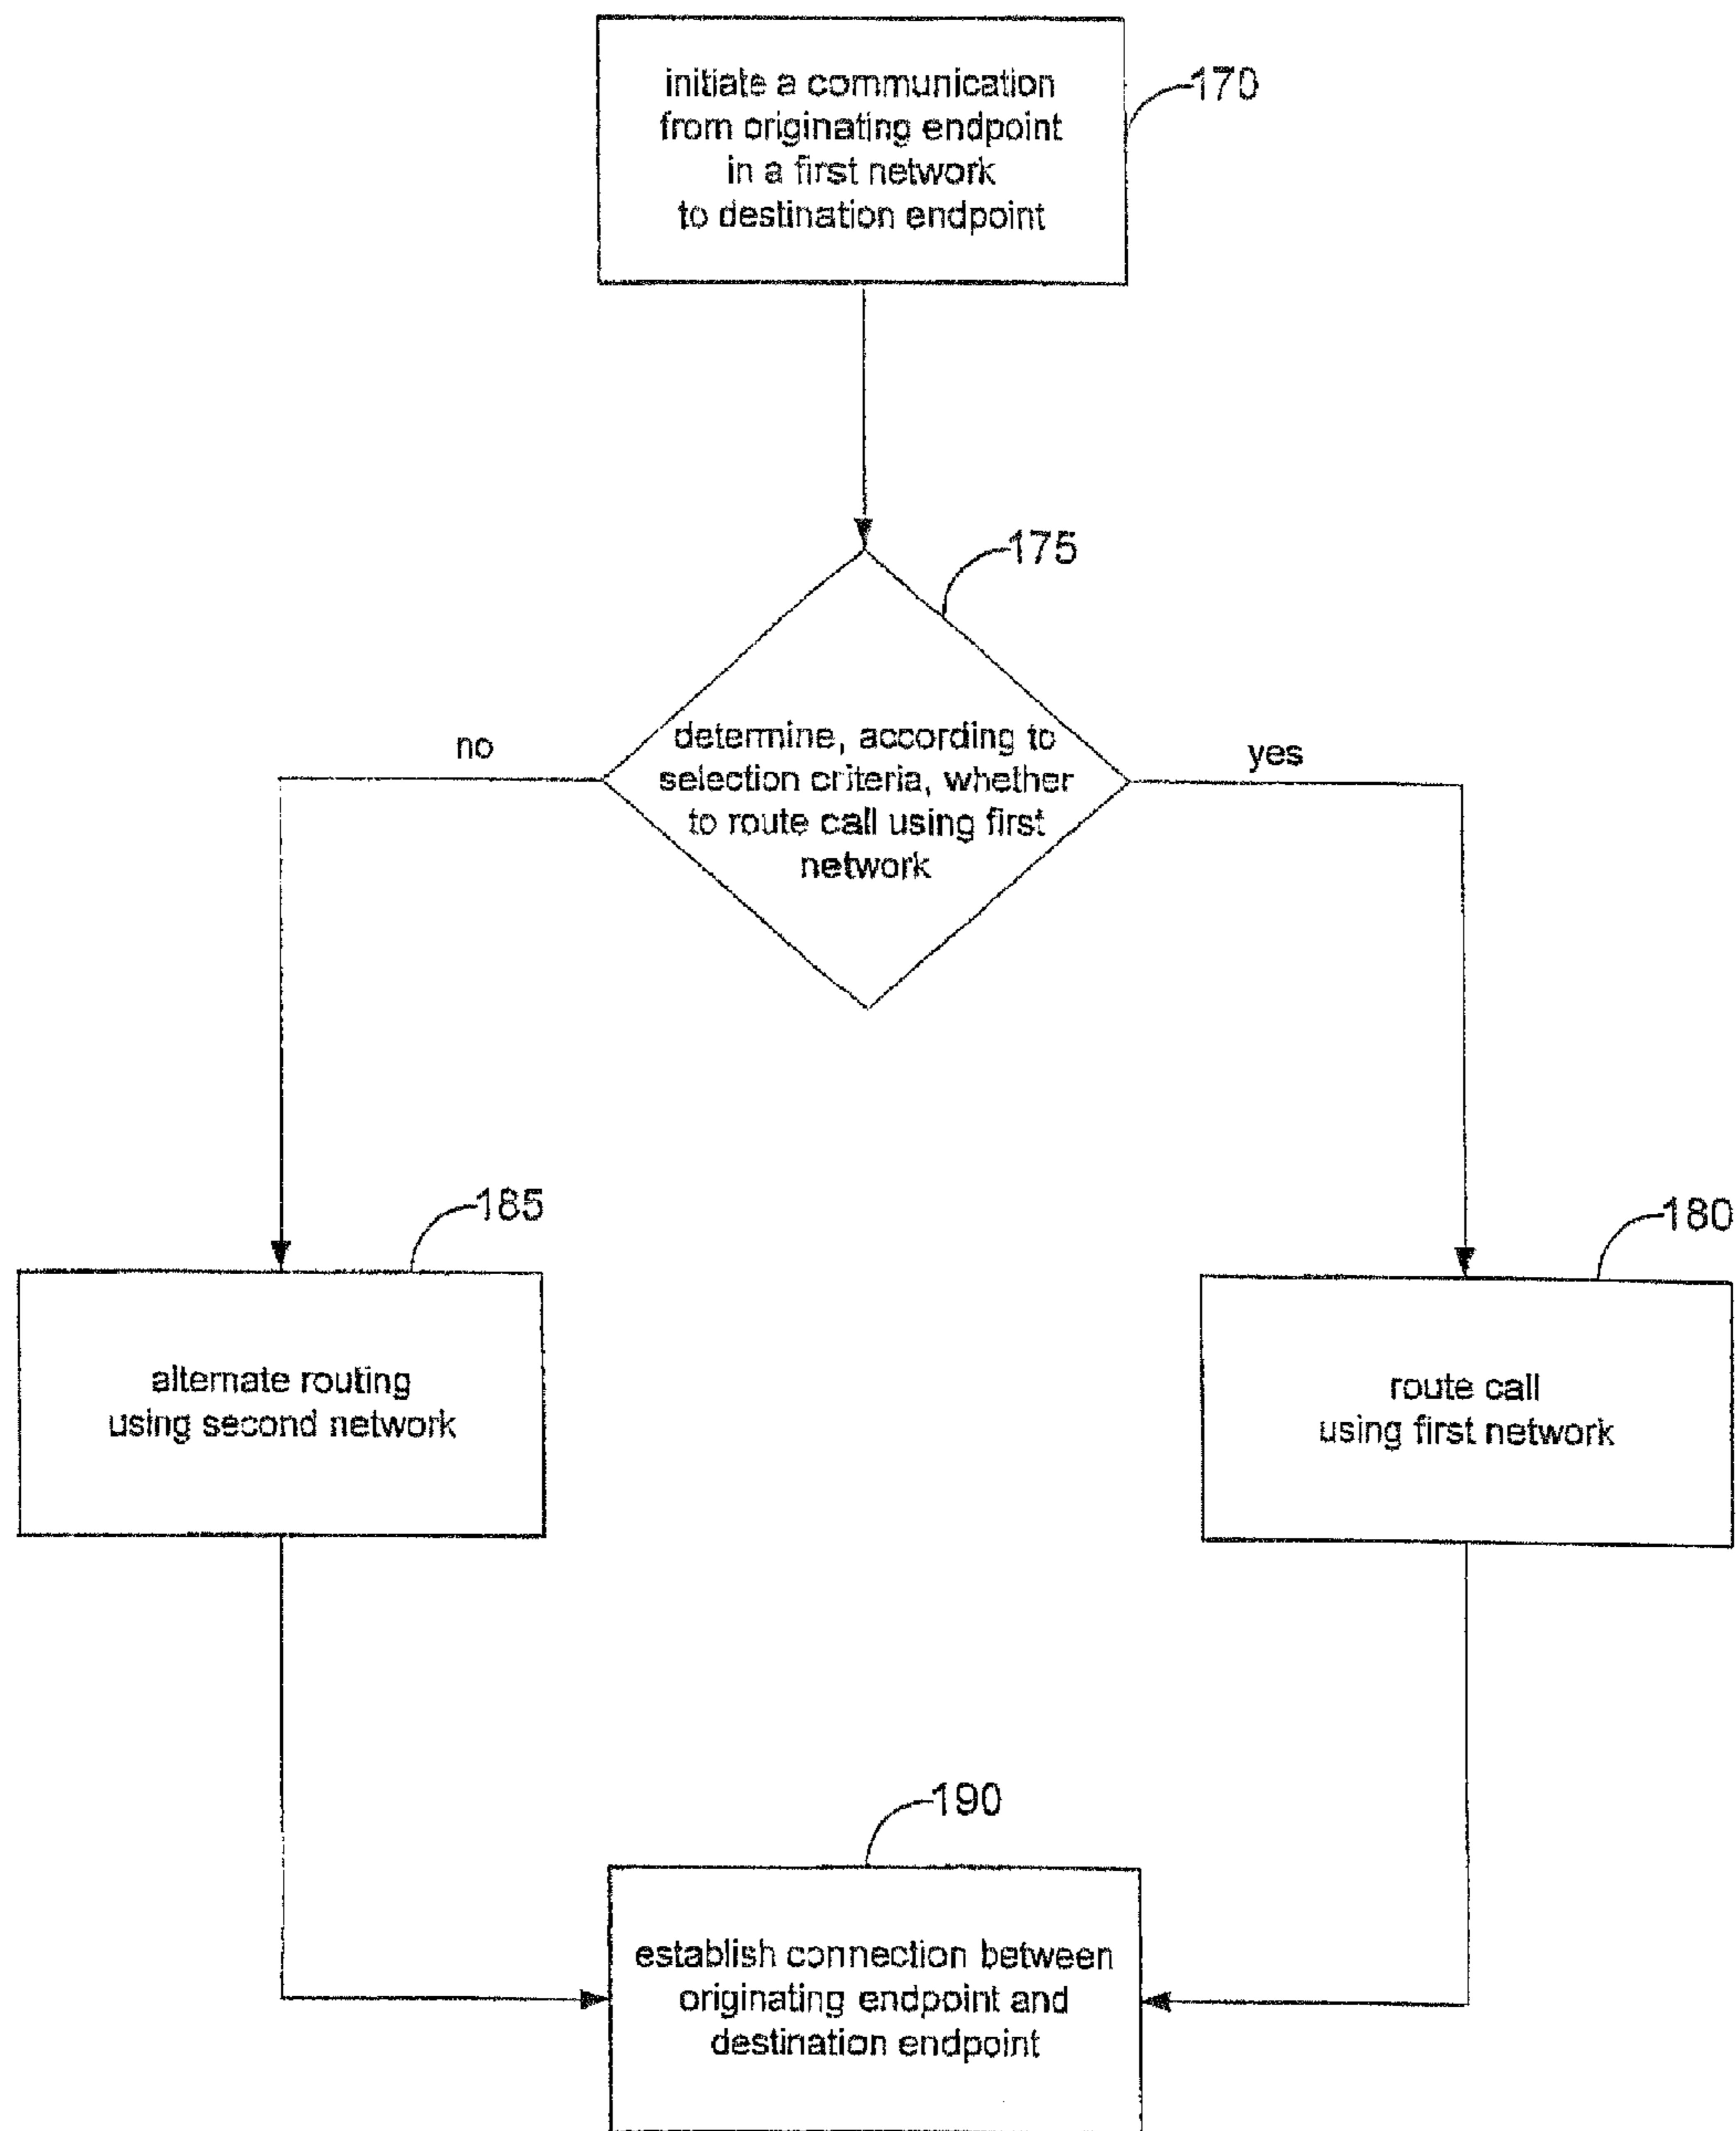 initiate a communication
from originating endpoint
in a first network
to destination endpoint
170
175
no
determine, according to
selection criteria, whether
to route call using first
network
yes
185
180
alternate routing
using second network
route call
using first network
190
establish connection between
originating endpoint and
destination endpoint